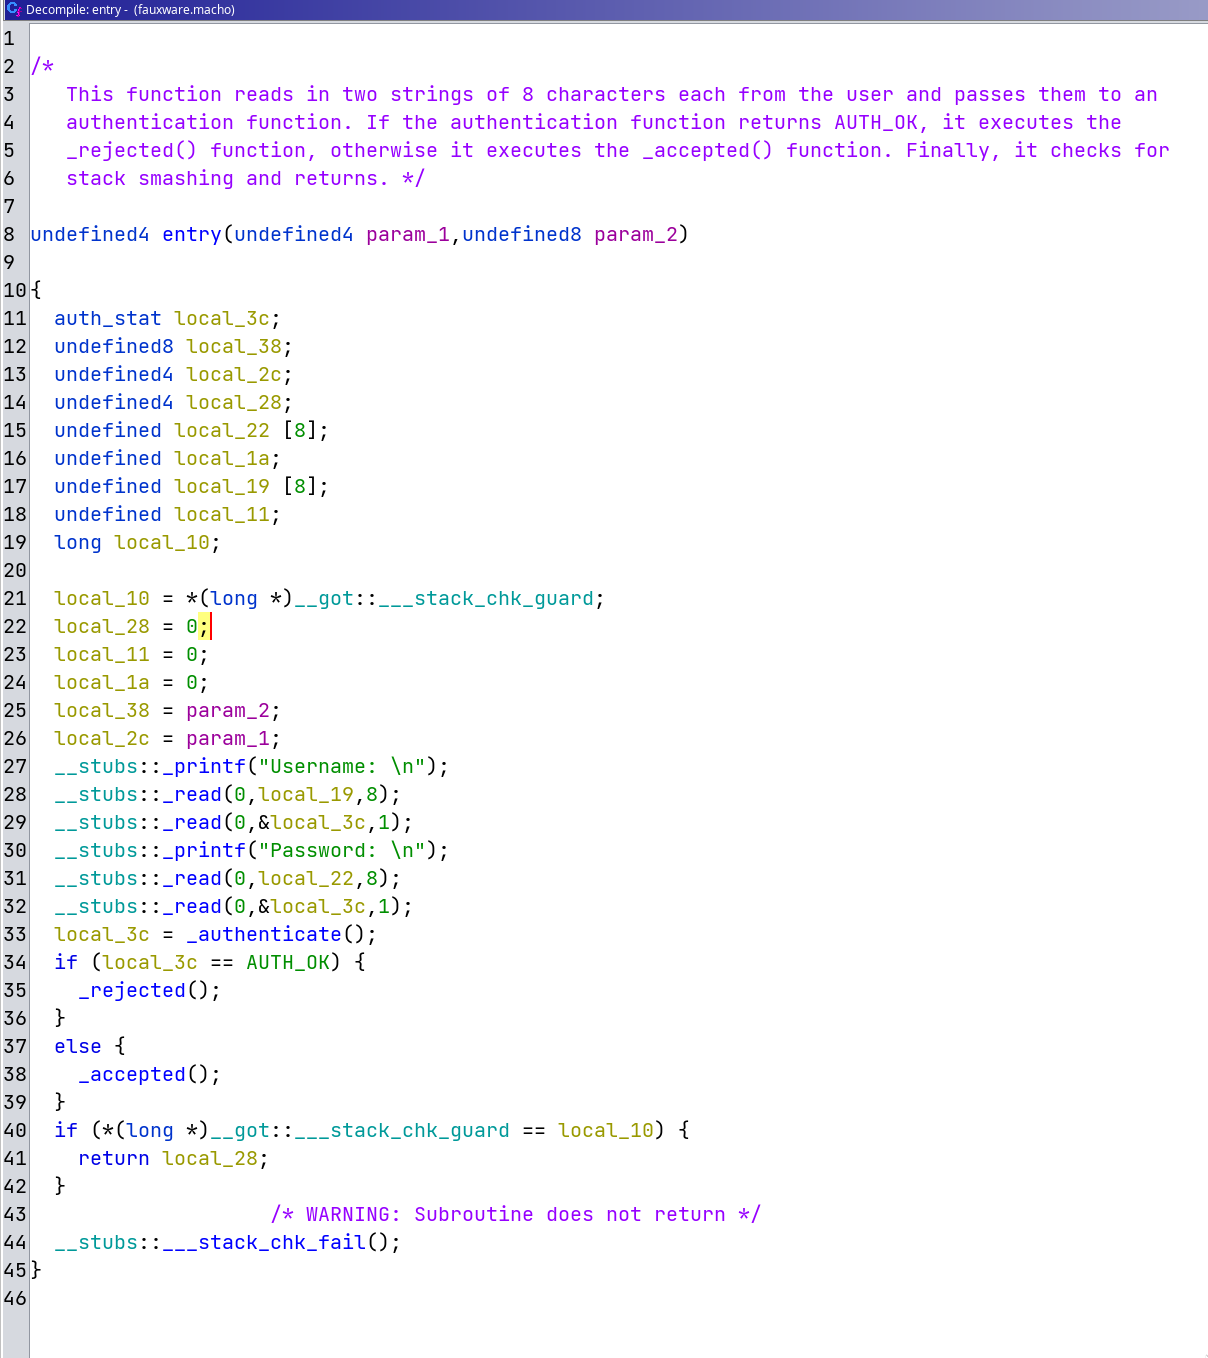 Decompile: entry - (fauxware.macho)
1
2 /*
3    This function reads in two strings of 8 characters each from the user and passes them to an
4    authentication function. If the authentication function returns AUTH_OK, it executes the
5    _rejected() function, otherwise it executes the _accepted() function. Finally, it checks for
6    stack smashing and returns. */
7
8 undefined4 entry(undefined4 param_1,undefined8 param_2)
9
10 {
11   auth_stat local_3c;
12   undefined8 local_38;
13   undefined4 local_2c;
14   undefined4 local_28;
15   undefined local_22 [8];
16   undefined local_1a;
17   undefined local_19 [8];
18   undefined local_11;
19   long local_10;
20
21   local_10 = *(long *)__got::___stack_chk_guard;
22   local_28 = 0;
23   local_11 = 0;
24   local_1a = 0;
25   local_38 = param_2;
26   local_2c = param_1;
27   __stubs::_printf("Username: \n");
28   __stubs::_read(0,local_19,8);
29   __stubs::_read(0,&local_3c,1);
30   __stubs::_printf("Password: \n");
31   __stubs::_read(0,local_22,8);
32   __stubs::_read(0,&local_3c,1);
33   local_3c = _authenticate();
34   if (local_3c == AUTH_OK) {
35     _rejected();
36   }
37   else {
38     _accepted();
39   }
40   if (*(long *)__got::___stack_chk_guard == local_10) {
41     return local_28;
42   }
43                     /* WARNING: Subroutine does not return */
44   __stubs::___stack_chk_fail();
45 }
46